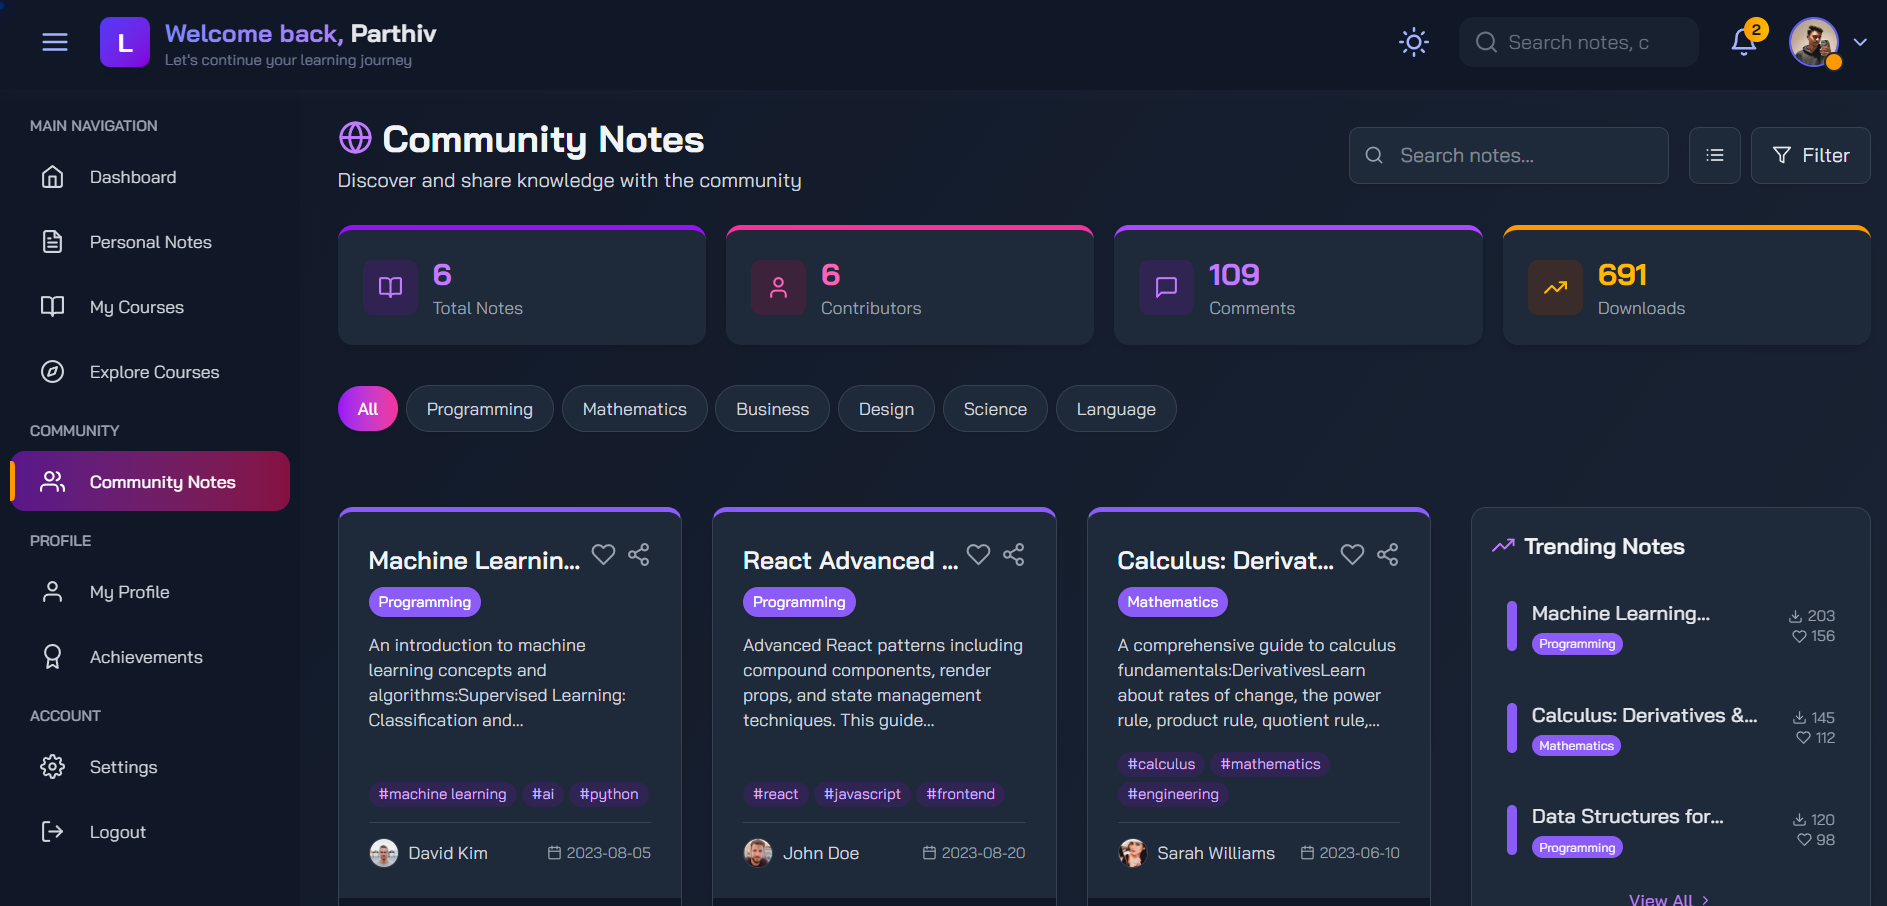 L
Welcome back, Parthiv
Let's continue your learning journey
Search notes, c
2
MAIN NAVIGATION
Dashboard
Personal Notes
My Courses
Explore Courses
COMMUNITY
Community Notes
PROFILE
My Profile
Achievements
ACCOUNT
Settings
Logout
Community Notes
Discover and share knowledge with the community
Search notes...
Filter
6
Total Notes
6
Contributors
109
Comments
691
Downloads
All
Programming
Mathematics
Business
Design
Science
Language
Machine Learnin...
Programming
An introduction to machine
learning concepts and
algorithms:Supervised Learning:
Classification and...
#machine learning #ai #python
David Kim 2023-08-05
React Advanced ...
Programming
Advanced React patterns including
compound components, render
props, and state management
techniques. This guide...
#react #javascript #frontend
John Doe 2023-08-20
Calculus: Derivat...
Mathematics
A comprehensive guide to calculus
fundamentals:DerivativesLearn
about rates of change, the power
rule, product rule, quotient rule,...
#calculus #mathematics
#engineering
Sarah Williams 2023-06-10
Trending Notes
Machine Learning...
Programming
203
156
Calculus: Derivatives &...
Mathematics
145
112
Data Structures for...
Programming
120
98
View All